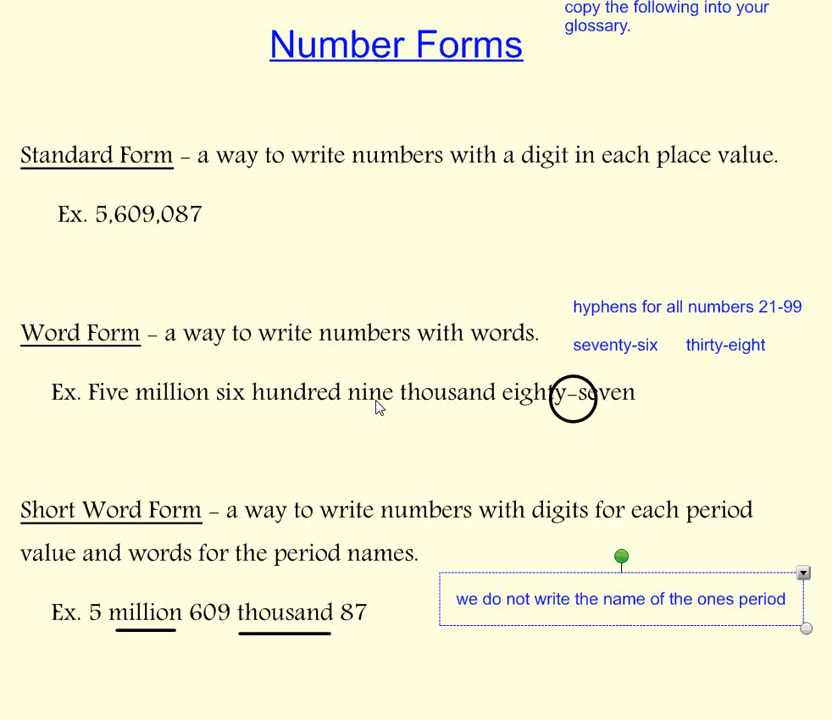 copy the following into your
glossary.
Number Forms
Standard Form - a way to write numbers with a digit in each place value.
Ex. 5,609,087
hyphens for all numbers 21-99
Word Form - a way to write numbers with words.
seventy-six thirty-eight
Ex. Five million six hundred nine thousand eighty-seven
Short Word Form - a way to write numbers with digits for each period
value and words for the period names.
we do not write the name of the ones period
Ex. 5 million 609 thousand 87